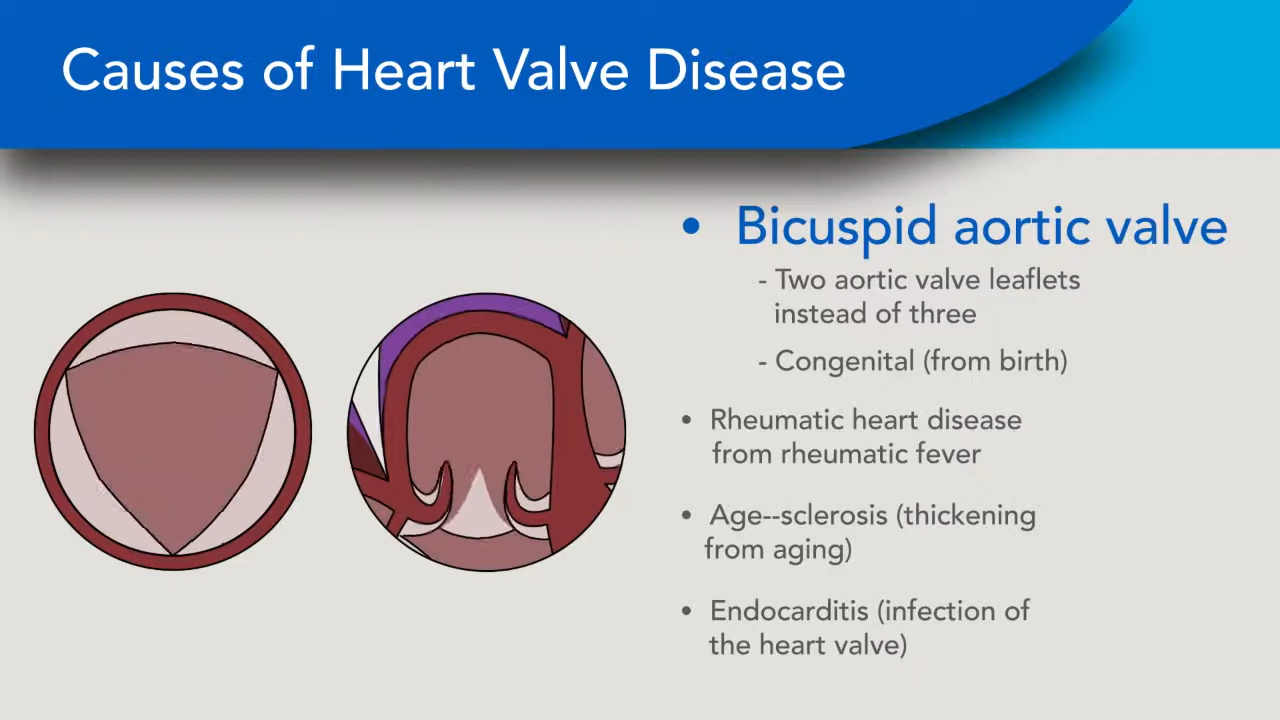 Causes of Heart Valve Disease
• Bicuspid aortic valve
- Two aortic valve leaflets
instead of three
- Congenital (from birth)
• Rheumatic heart disease
from rheumatic fever
• Age--sclerosis (thickening
from aging)
• Endocarditis (infection of
the heart valve)